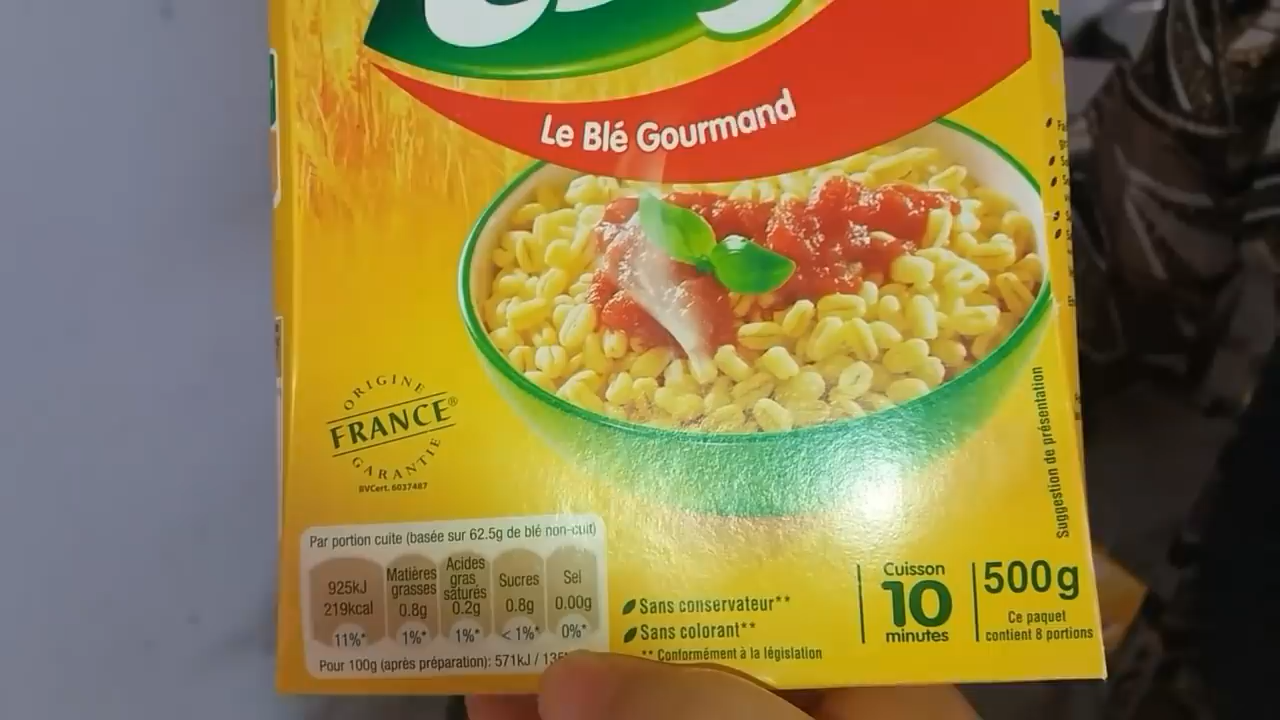 Le Blé Gourmand
ORIGINE
FRANCE®
GARANTIE
BVCert. 6037487
Par portion cuite (basée sur 62.5g de blé non-cuit)
925kJ
219kcal
11%*
Matières
grasses
0.8g
1%*
Acides
gras
saturés
0.2g
1%*
Sucres
0.8g
<1%*
Sel
0.00g
0%*
Pour 100g (après préparation): 571kJ /
Sans conservateur**
Sans colorant**
** Conformément à la législation
Cuisson
10
minutes
500g
Ce paquet
contient 8 portions
Suggestion de présentation